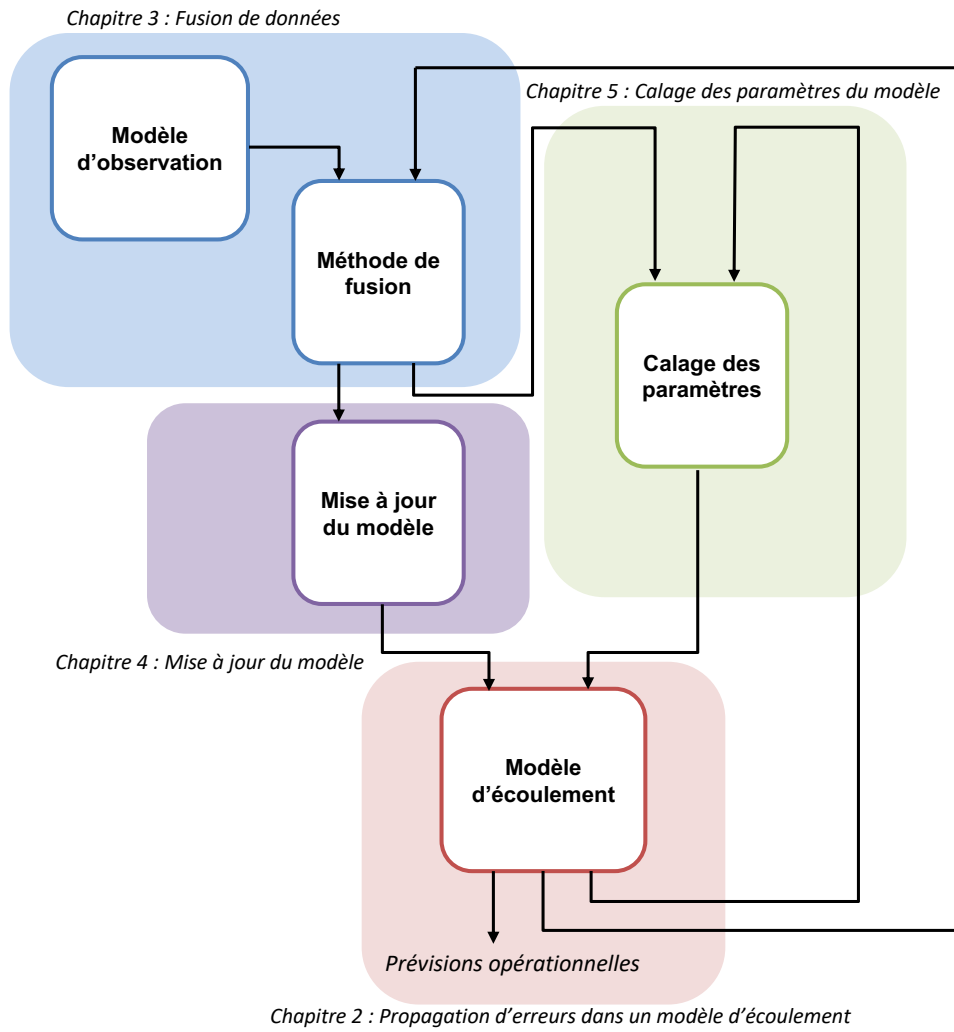 Chapitre 3 : Fusion de données
Chapitre 5 : Calage des paramètres du modèle
Modèle
d'observation
Méthode de
fusion
Calage des
paramètres
Mise à jour
du modèle
Chapitre 4 : Mise à jour du modèle
Modèle
d'écoulement
Prévisions opérationnelles
Chapitre 2 : Propagation d'erreurs dans un modèle d'écoulement